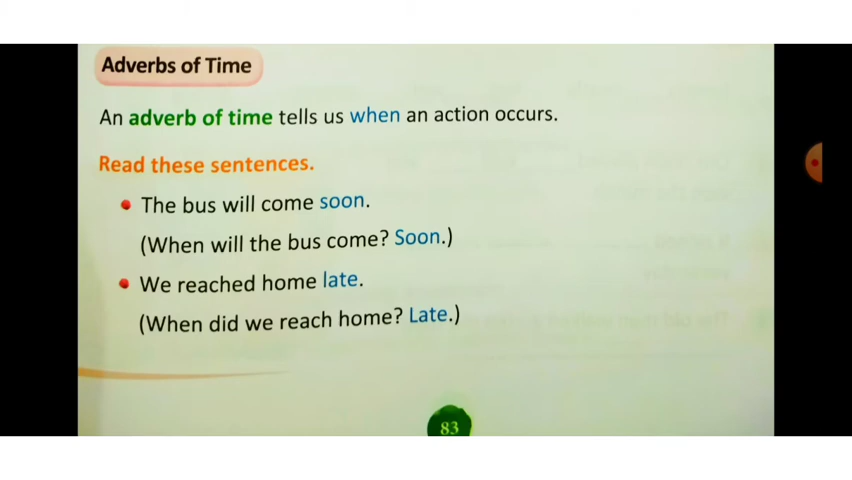 Adverbs of Time
An adverb of time tells us when an action occurs.
Read these sentences.
• The bus will come soon.
(When will the bus come? Soon.)
• We reached home late.
(When did we reach home? Late.)
83